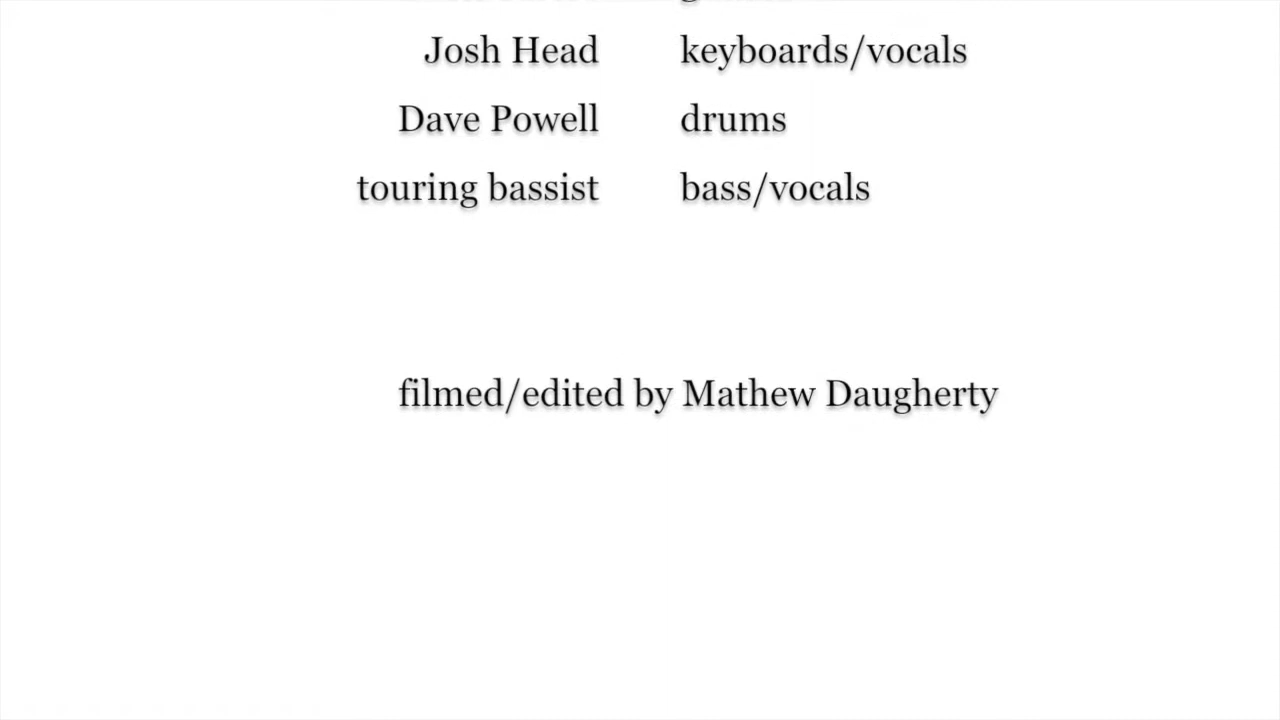 Josh Head keyboards/vocals
Dave Powell drums
touring bassist bass/vocals
filmed/edited by Mathew Daugherty